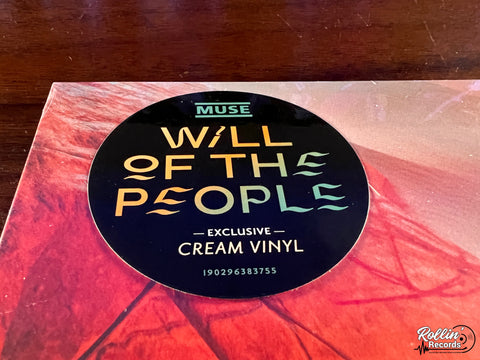 MUSE
WILL
OF THE
PEOPLE
— EXCLUSIVE —
CREAM VINYL
190296383755
Rollin'
Records